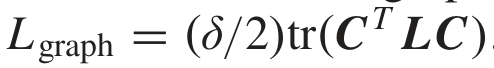 L_graph = (δ/2)tr(C^T LC).